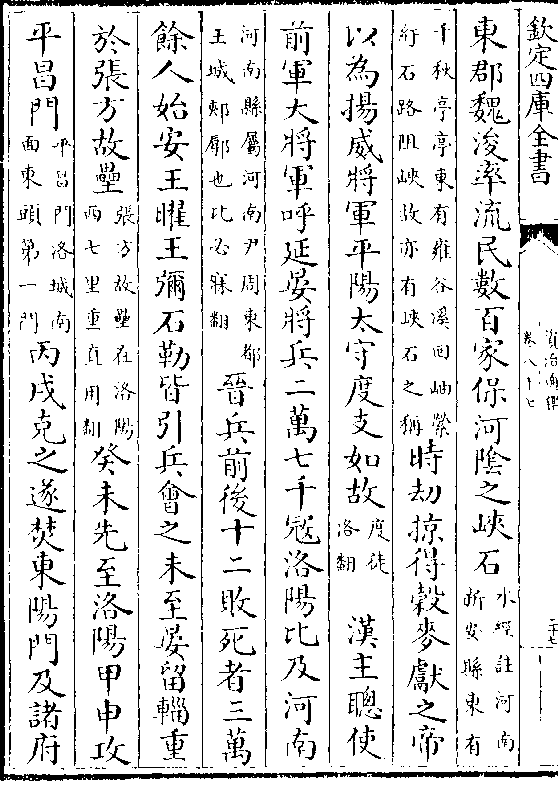 欽定四庫全書
資治通鑑
卷八十七
二十七
東郡魏浚率流民數百家保河陰之峽石水經註河南新安縣東有
千秋亭亭東有雍谷溪回岫縈紆石路阻峽故亦有峽石之稱時刧掠得糓麥獻之帝
以為揚威將軍平陽太守度支如故度徒洛翻漢主聰使
前軍大將軍呼延晏將兵二萬七千寇洛陽比及河南
河南縣屬河南尹周東都王城郟鄏也比必寐翻晉兵前後十二敗死者三萬
餘人始安王曜王彌石勒皆引兵會之未至晏留輜重
於張方故壘張方故壘在洛陽西七里重直用翻癸未先至洛陽甲申攻
平昌門平昌門洛城南面東頭第一門丙戌克之遂焚東陽門及諸府